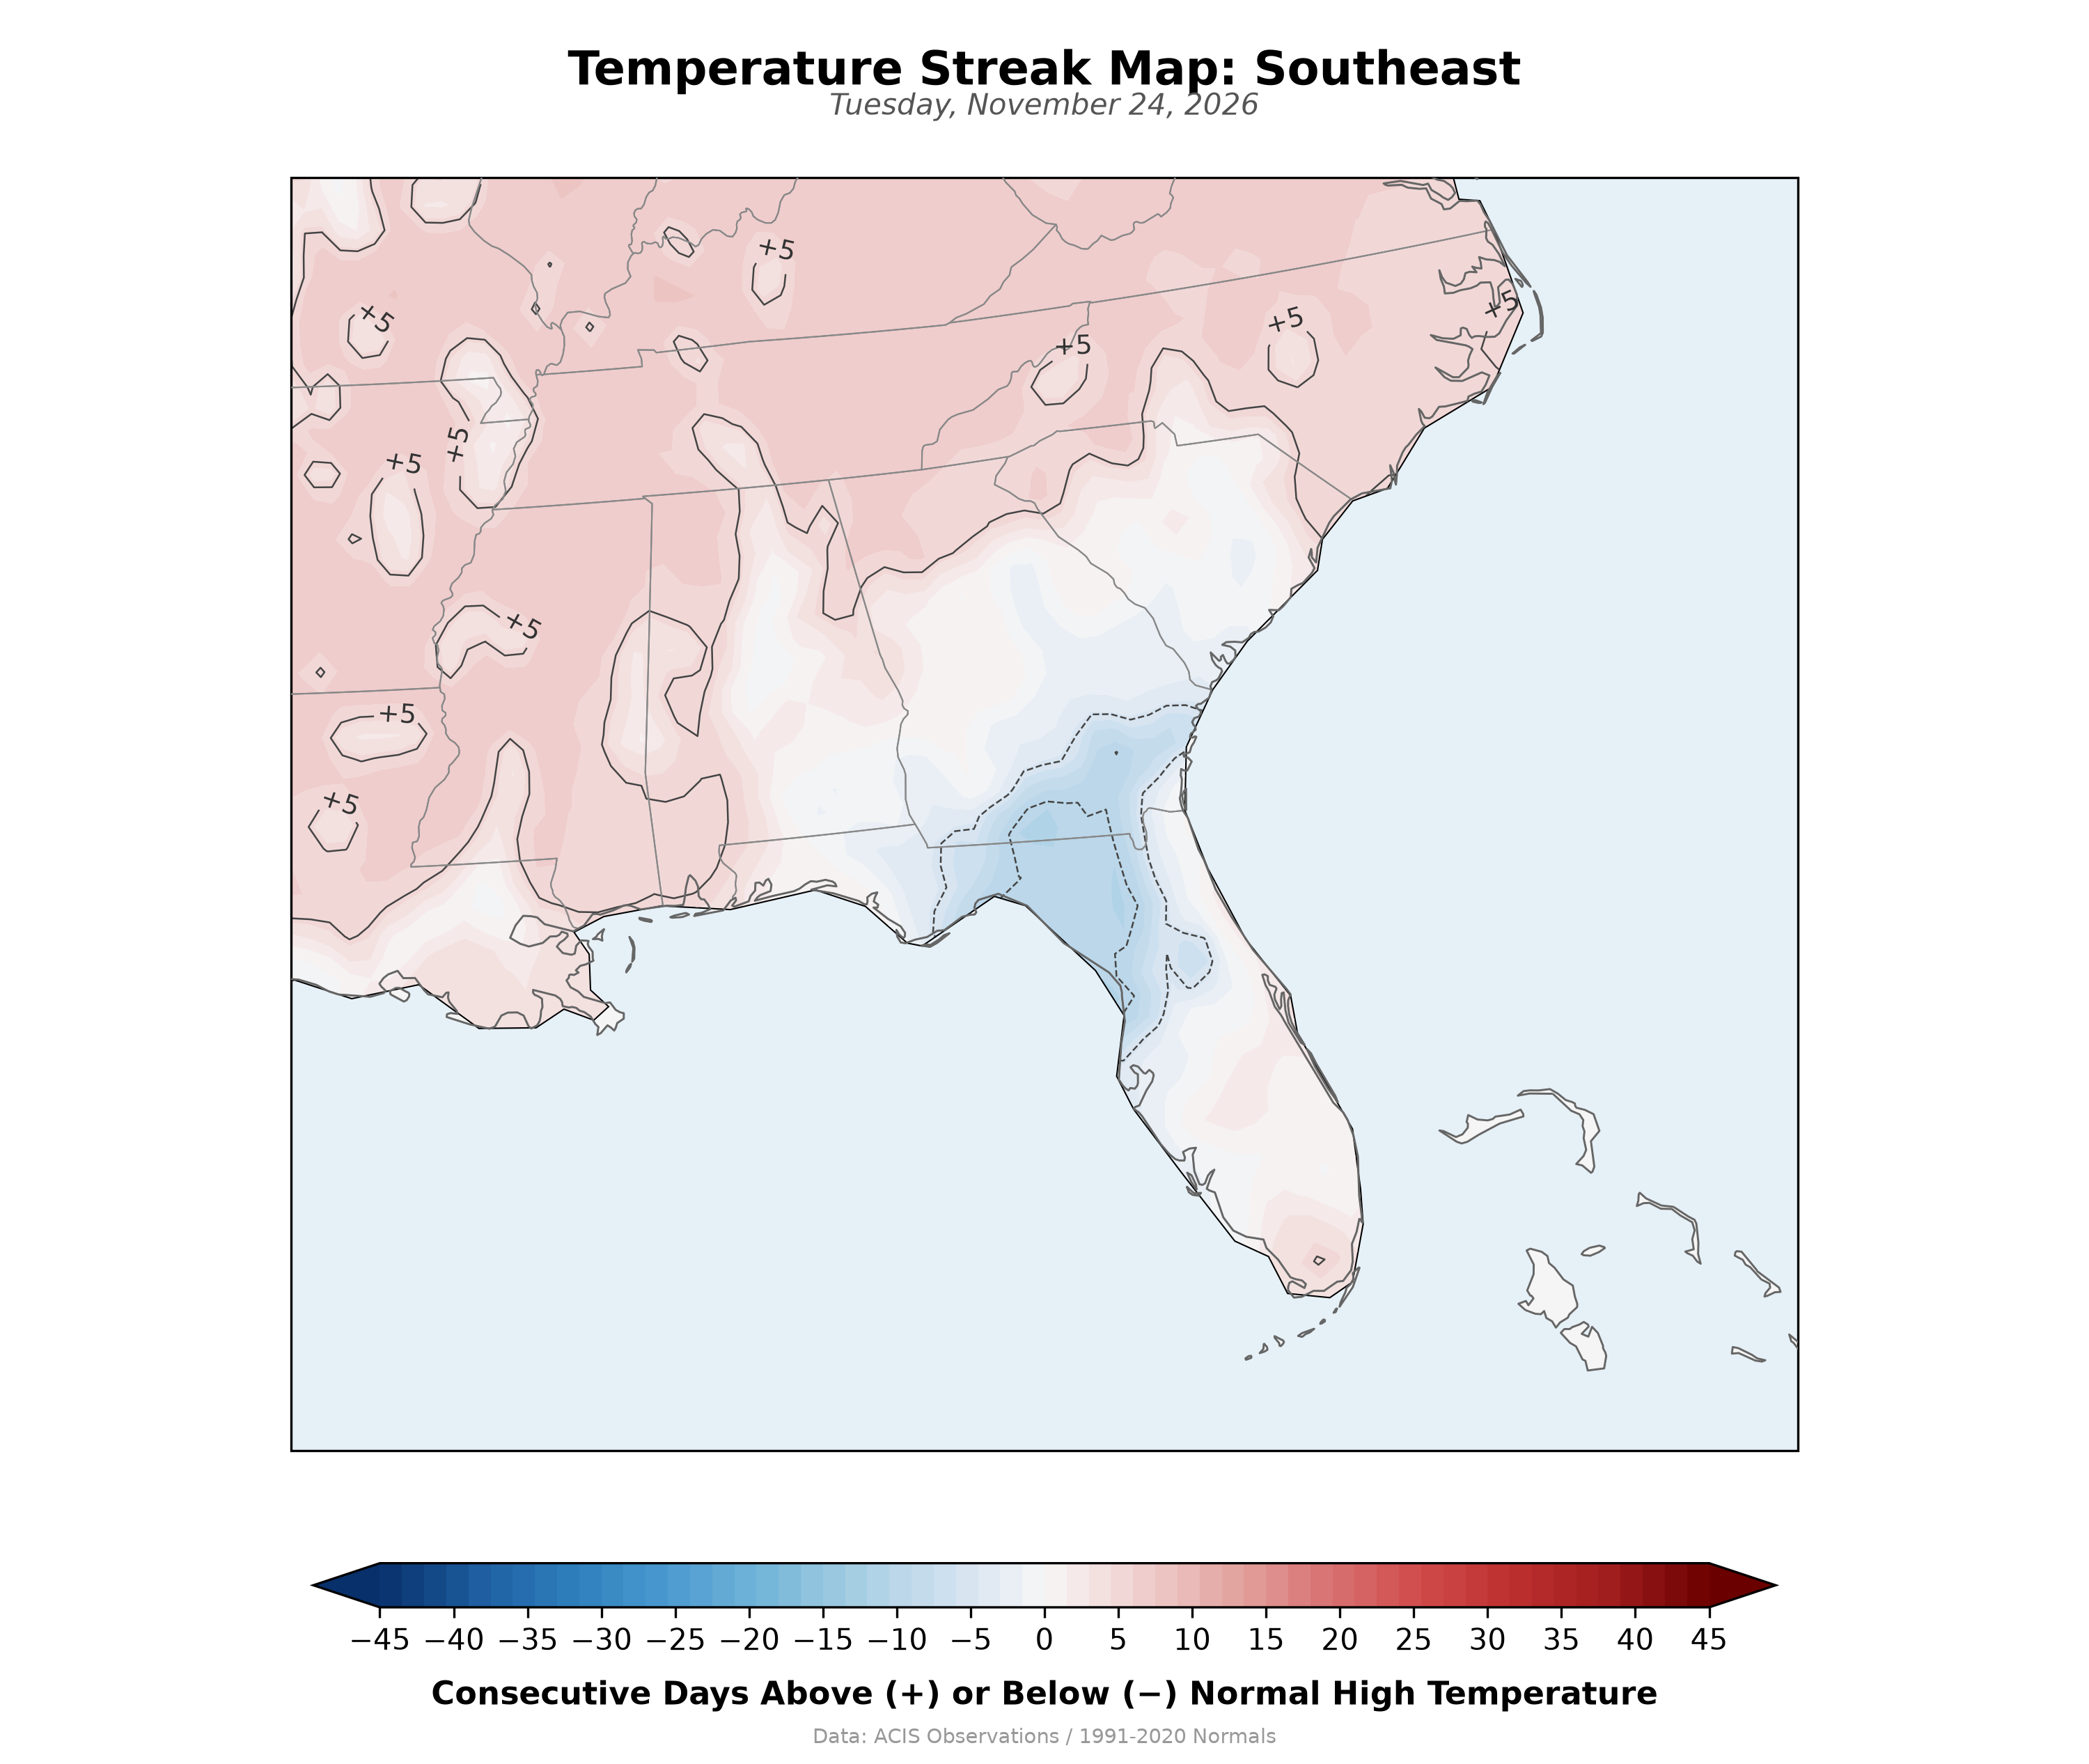 Temperature Streak Map: Southeast
Tuesday, November 24, 2026
+5
+5
+5
+5
+5
+5
+5
+5
+5
+5
−45 −40 −35 −30 −25 −20 −15 −10 −5 0 5 10 15 20 25 30 35 40 45
Consecutive Days Above (+) or Below (−) Normal High Temperature
Data: ACIS Observations / 1991-2020 Normals